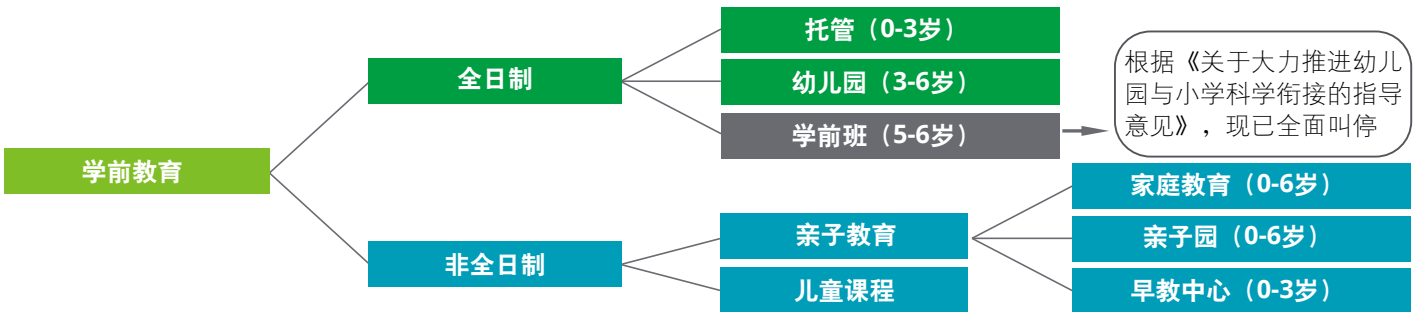 学前教育
全日制
托管（0-3岁）
幼儿园（3-6岁）
学前班（5-6岁）
根据《关于大力推进幼儿
园与小学科学衔接的指导
意见》，现已全面叫停
非全日制
亲子教育
儿童课程
家庭教育（0-6岁）
亲子园（0-6岁）
早教中心（0-3岁）